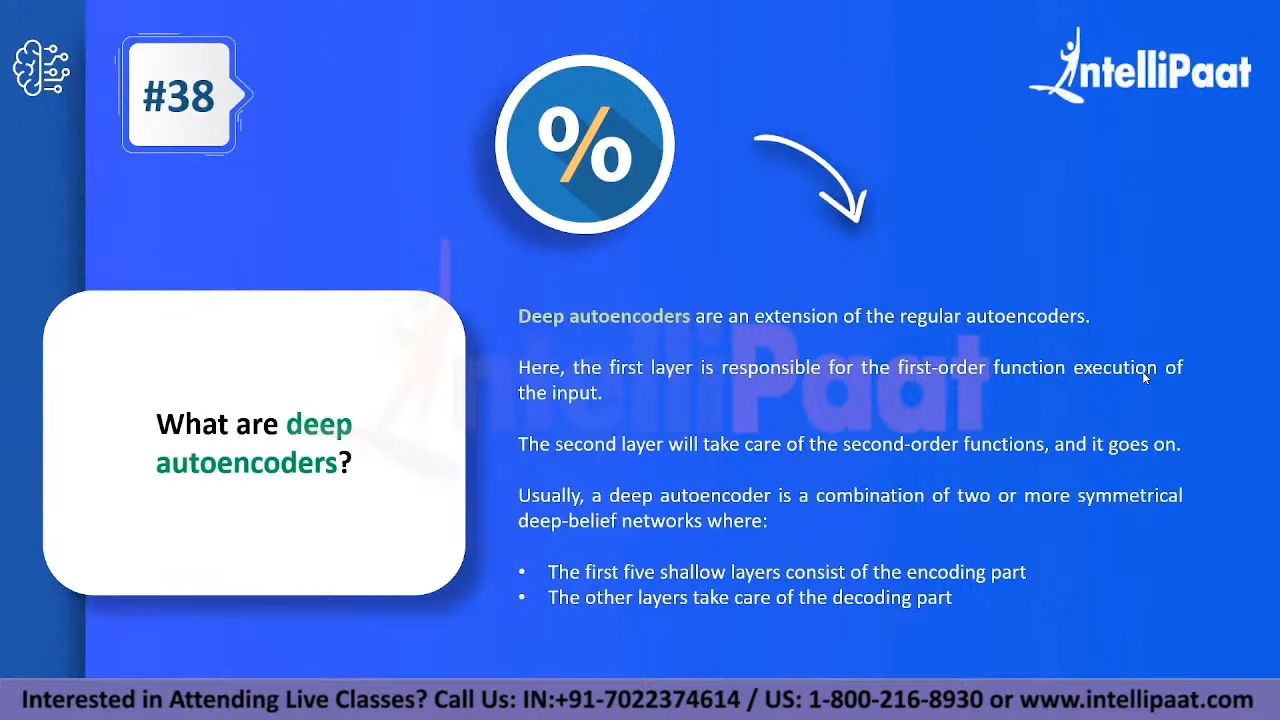 #38
%
IntelliPaat
Deep autoencoders are an extension of the regular autoencoders.
Here, the first layer is responsible for the first-order function execution of
the input.
The second layer will take care of the second-order functions, and it goes on.
Usually, a deep autoencoder is a combination of two or more symmetrical
deep-belief networks where:
• The first five shallow layers consist of the encoding part
• The other layers take care of the decoding part
What are deep
autoencoders?
IntelliPaat
Interested in Attending Live Classes? Call Us: IN:+91-7022374614 / US: 1-800-216-8930 or www.intellipaat.com